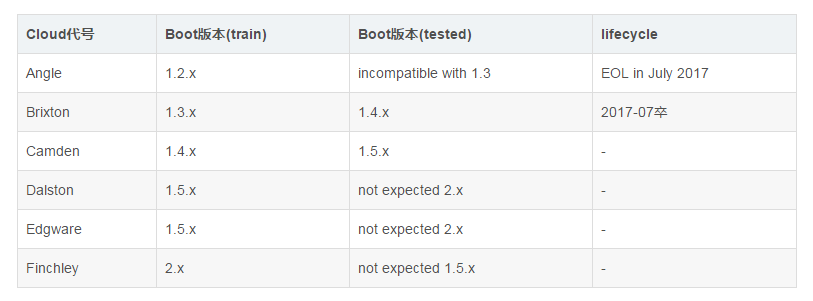 Cloud代号 Boot版本(train) Boot版本(tested) lifecycle
Angle 1.2.x incompatible with 1.3 EOL in July 2017
Brixton 1.3.x 1.4.x 2017-07卒
Camden 1.4.x 1.5.x -
Dalston 1.5.x not expected 2.x -
Edgware 1.5.x not expected 2.x -
Finchley 2.x not expected 1.5.x -